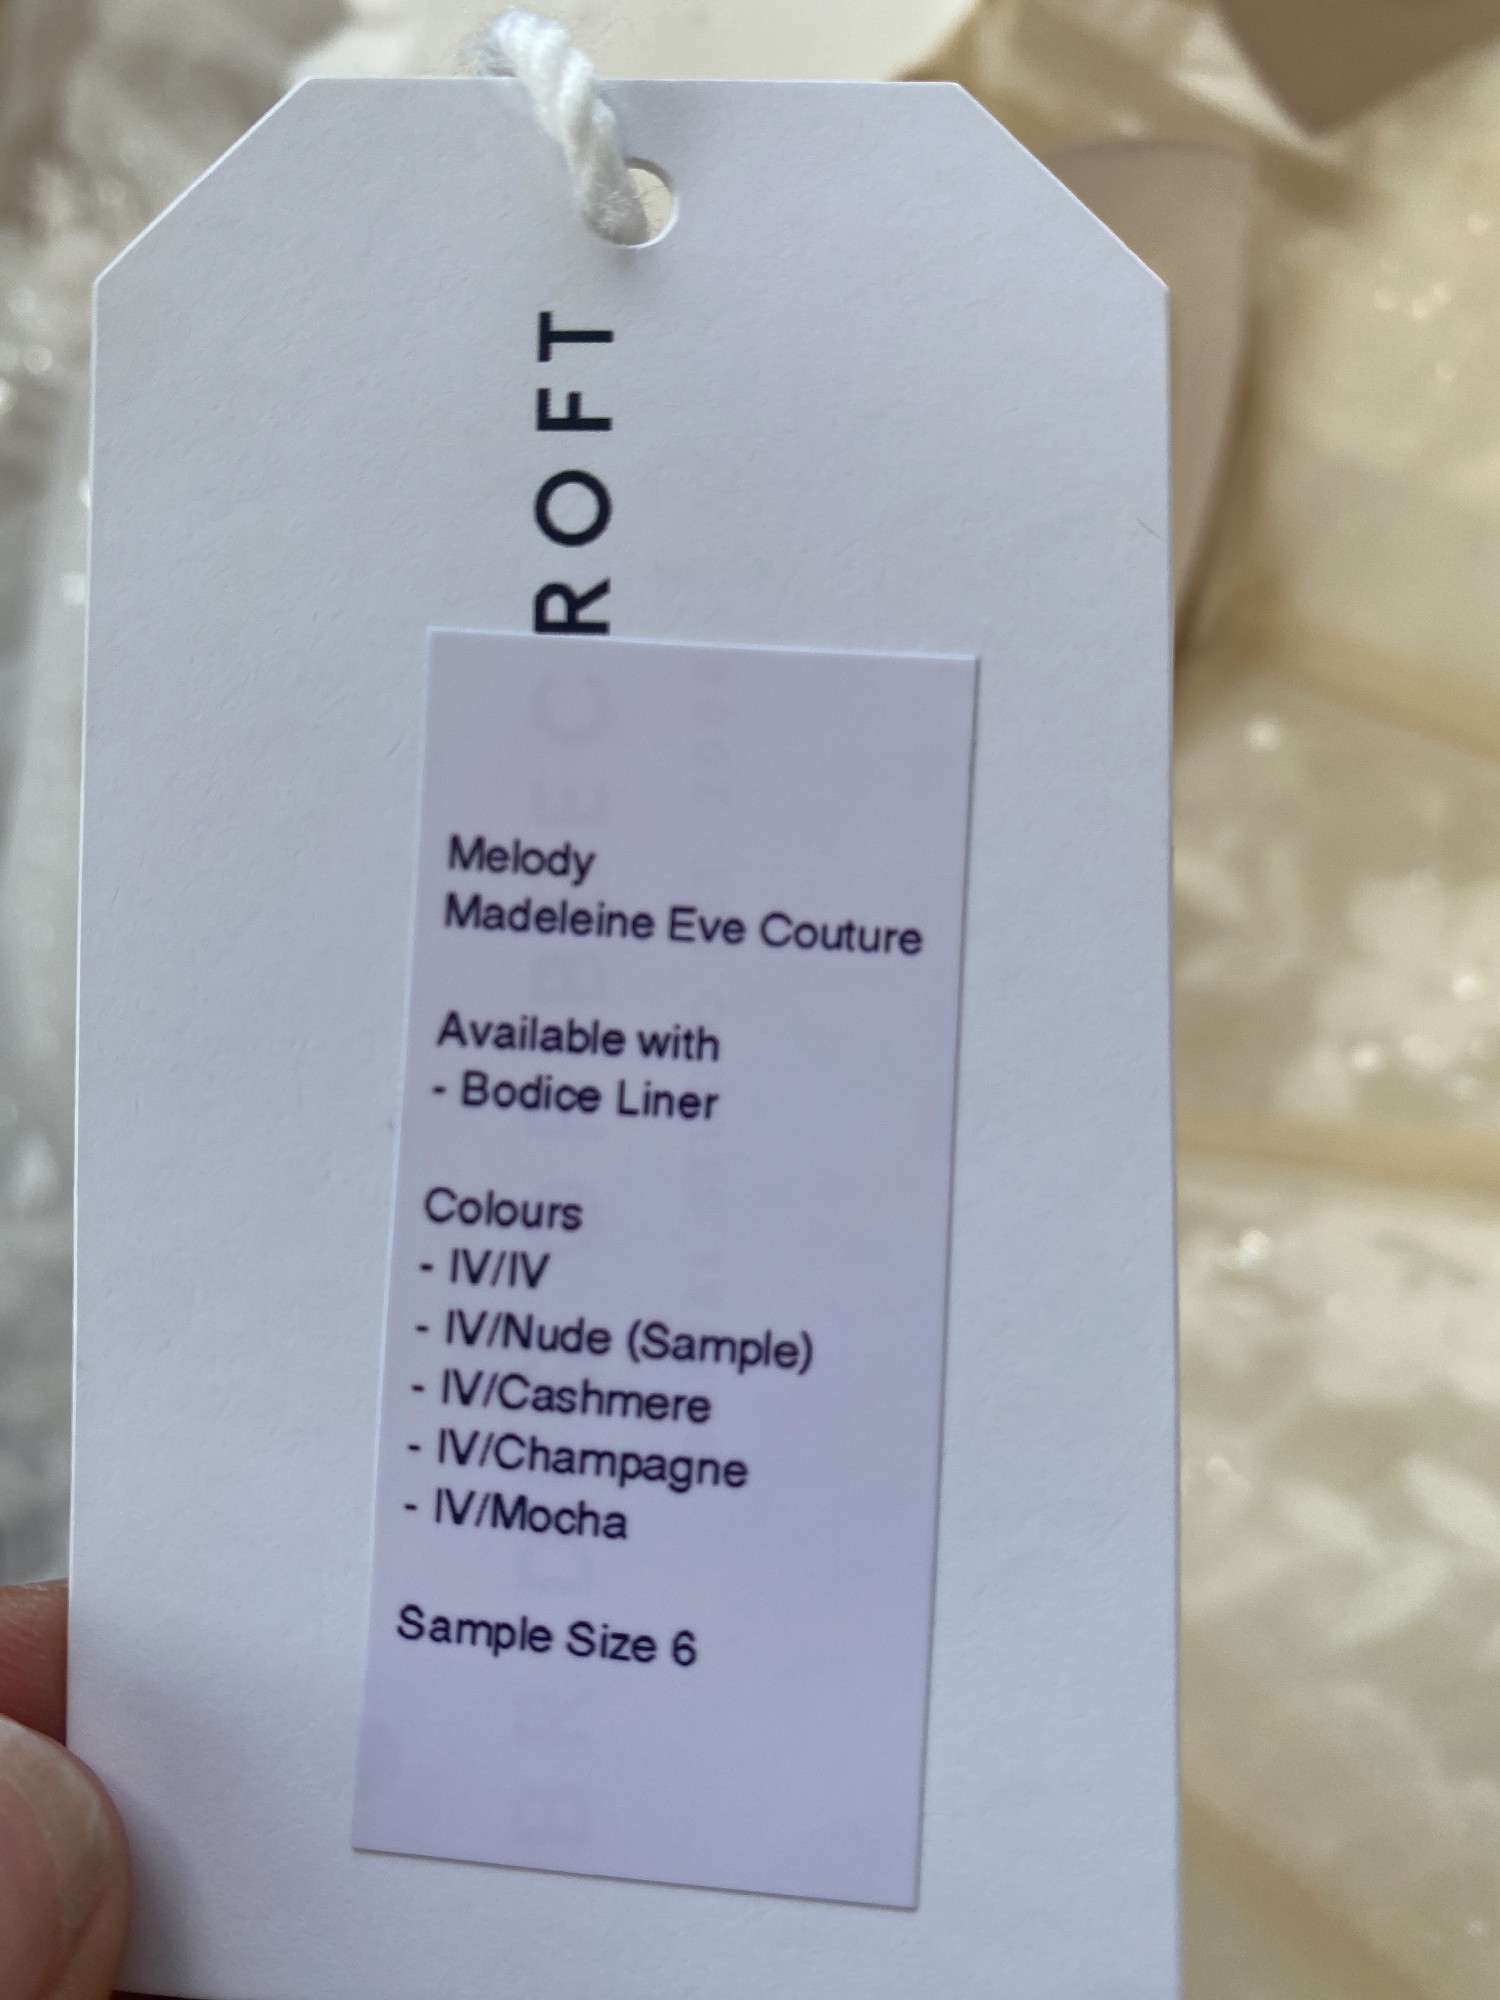 ROFT
Melody
Madeleine Eve Couture
Available with
- Bodice Liner
Colours
- IV/IV
- IV/Nude (Sample)
- IV/Cashmere
- IV/Champagne
- IV/Mocha
Sample Size 6